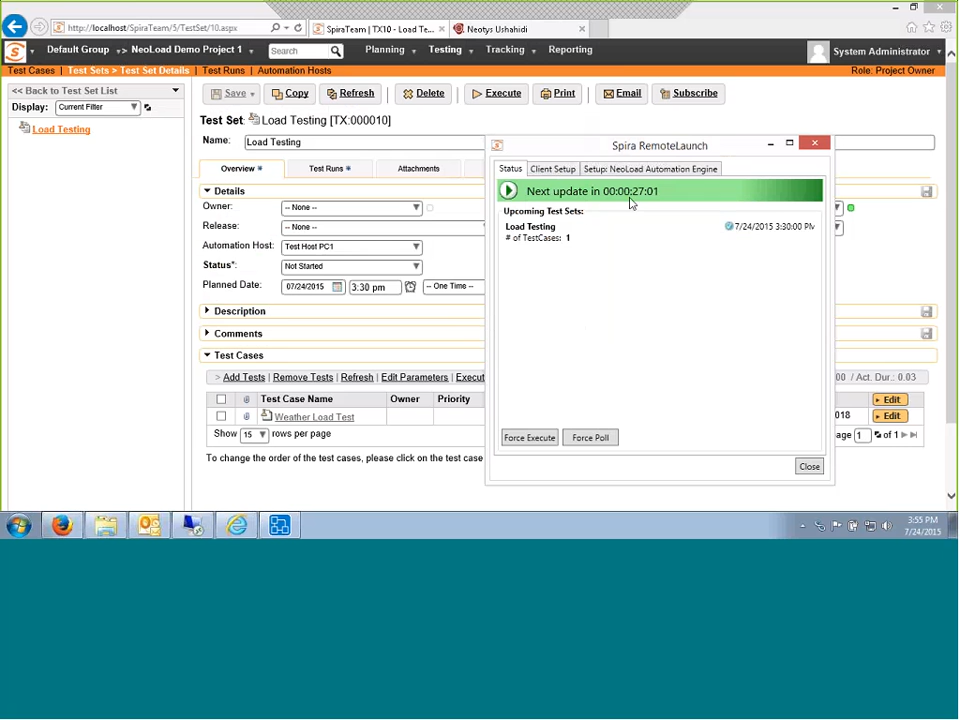 http://localhost/SpiraTeam/5/TestSet/10.aspx
SpiraTeam | TX10 - Load Te...
Neotys Ushahidi
Default Group >> NeoLoad Demo Project 1
Search
Planning
Testing
Tracking
Reporting
System Administrator
Test Cases | Test Sets > Test Set Details | Test Runs | Automation Hosts
Role: Project Owner
<< Back to Test Set List
Display: Current Filter
Load Testing
Save
Copy
Refresh
Delete
Execute
Print
Email
Subscribe
Test Set: Load Testing [TX:000010]
Name: Load Testing
Overview
Test Runs
Attachments
Details
Owner: -- None --
Release: -- None --
Automation Host: Test Host PC1
Status*: Not Started
Planned Date: 07/24/2015 3:30 pm -- One Time --
Description
Comments
Test Cases
> Add Tests | Remove Tests | Refresh | Edit Parameters | Execut
00 / Act. Dur.: 0.03
Test Case Name Owner Priority
Edit
Weather Load Test
018
Edit
Show 15 rows per page
age 1 of 1
To change the order of the test cases, please click on the test case
Spira RemoteLaunch
Status
Client Setup
Setup: NeoLoad Automation Engine
Next update in 00:00:27:01
Upcoming Test Sets:
Load Testing
7/24/2015 3:30:00 PM
# of TestCases: 1
Force Execute
Force Poll
Close
3:55 PM
7/24/2015